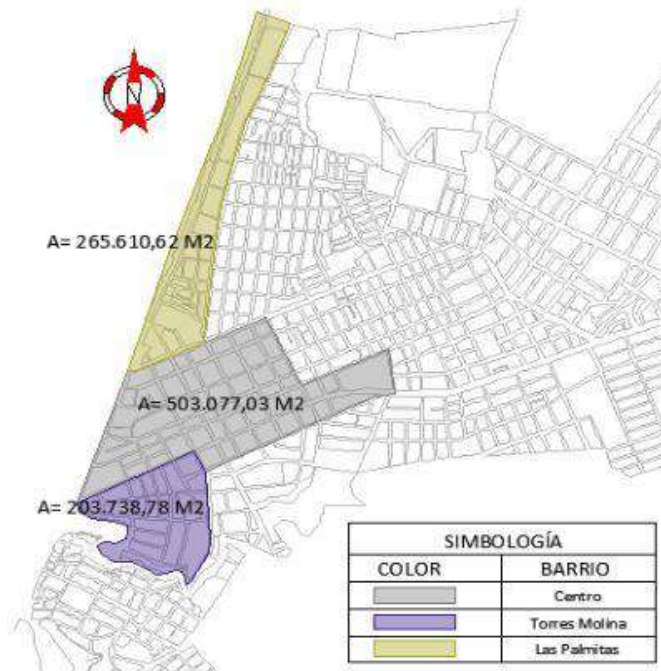 N
A= 265.610,62 M2
A= 503.077,03 M2
A= 203.738,78 M2
SIMBOLOGÍA
COLOR BARRIO
Centro
Torres Molina
Las Palmitas